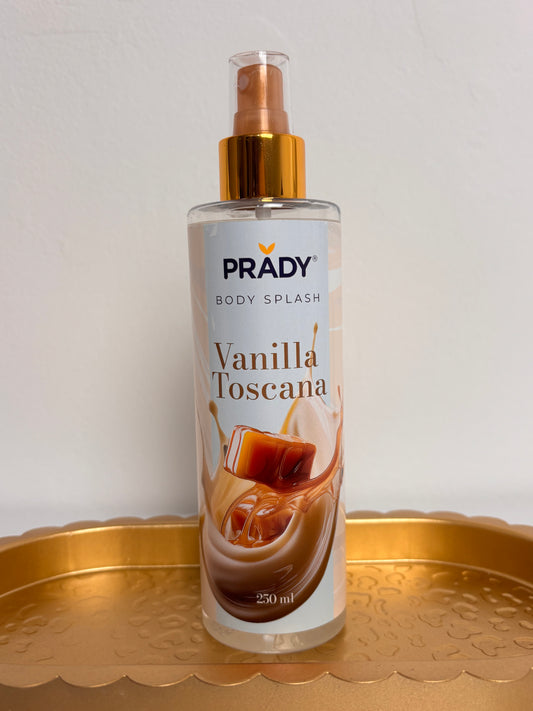 PRADY®
BODY SPLASH
Vanilla
Toscana
250 ml